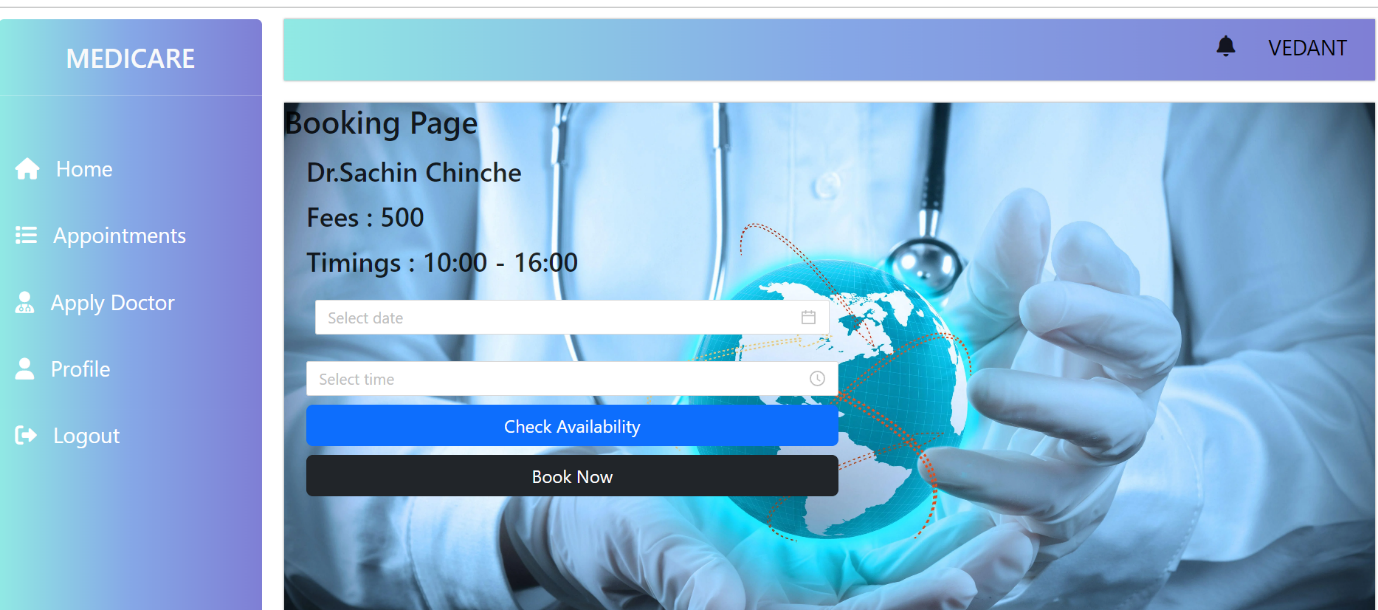 MEDICARE
VEDANT
Home
Appointments
Apply Doctor
Profile
Logout
Booking Page
Dr.Sachin Chinche
Fees : 500
Timings : 10:00 - 16:00
Select date
Select time
Check Availability
Book Now